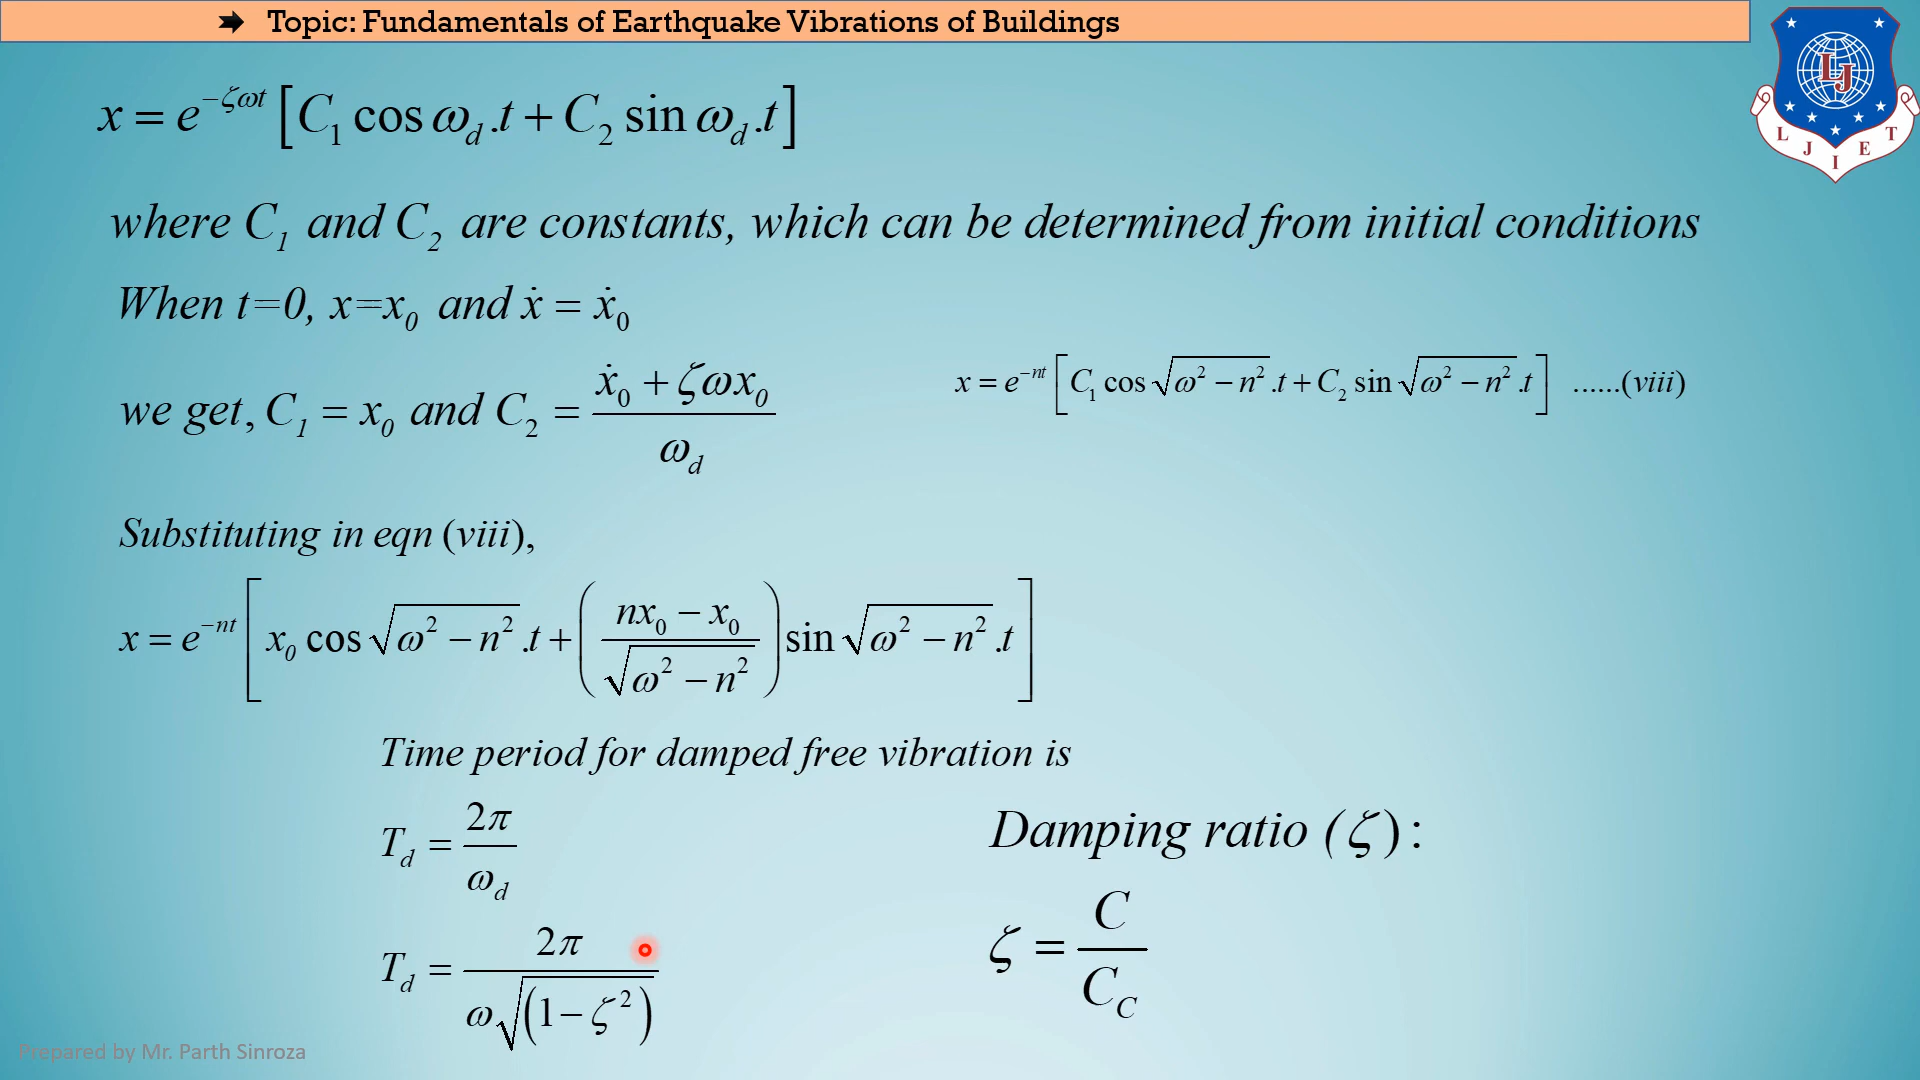 ➡ Topic: Fundamentals of Earthquake Vibrations of Buildings
L J
L J I E T
x = e^{-ζωt} [C₁ cos ω_d.t + C₂ sin ω_d.t]
where C₁ and C₂ are constants, which can be determined from initial conditions
When t=0, x=x₀ and ẋ = ẋ₀
we get, C₁ = x₀ and C₂ = (ẋ₀ + ζωx₀) / ω_d
x = e^{-nt} [C₁ cos √(ω² − n²).t + C₂ sin √(ω² − n²).t] ......(viii)
Substituting in eqn (viii),
x = e^{-nt} [x₀ cos √(ω² − n²).t + ((nx₀ − x₀) / √(ω² − n²)) sin √(ω² − n²).t]
Time period for damped free vibration is
T_d = 2π / ω_d
T_d = 2π / ω√(1 − ζ²)
Damping ratio (ζ) :
ζ = C / C_C
Prepared by Mr. Parth Sinroza